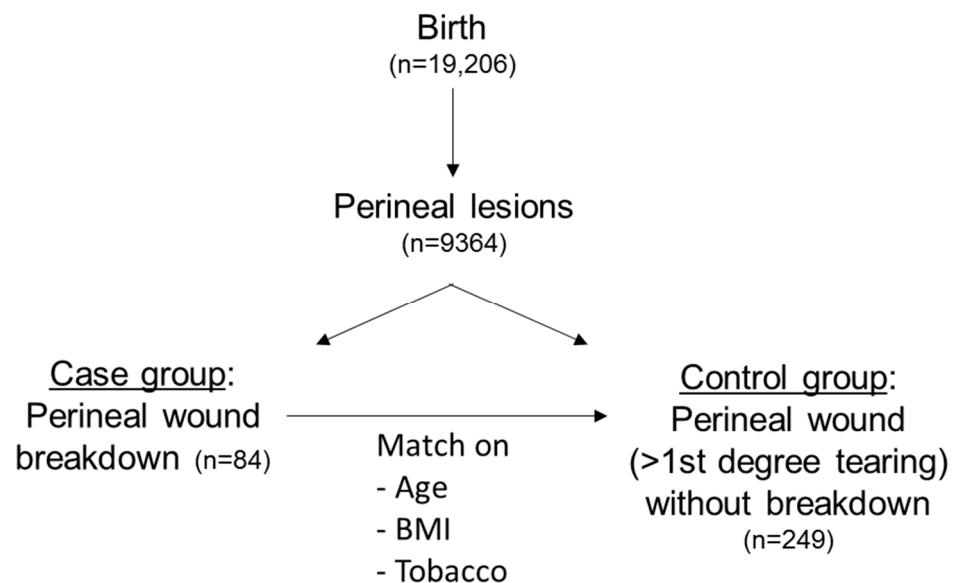 Birth
(n=19,206)
Perineal lesions
(n=9364)
Case group:
Perineal wound
breakdown (n=84)
Match on
- Age
- BMI
- Tobacco
Control group:
Perineal wound
(>1st degree tearing)
without breakdown
(n=249)